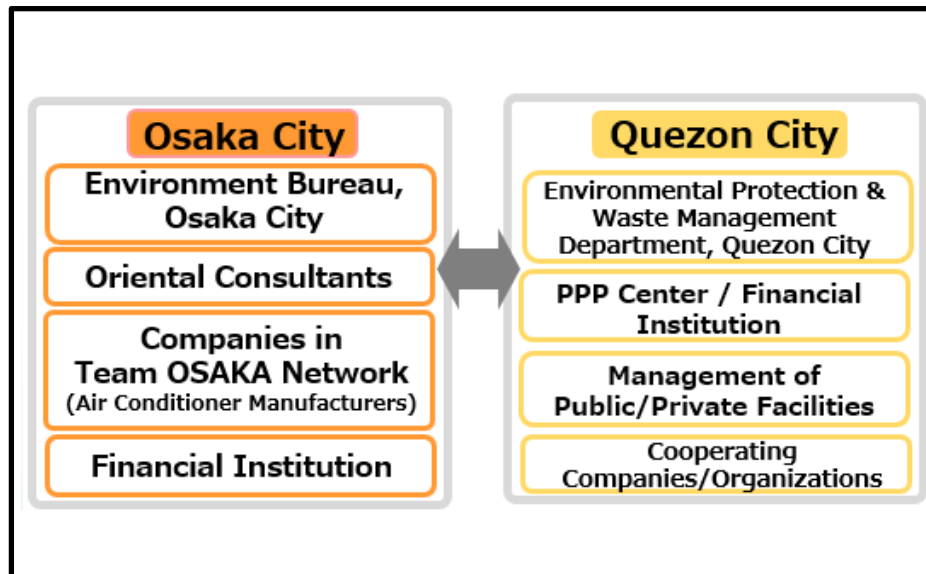 Osaka City
Environment Bureau,
Osaka City
Oriental Consultants
Companies in
Team OSAKA Network
(Air Conditioner Manufacturers)
Financial Institution
Quezon City
Environmental Protection &
Waste Management
Department, Quezon City
PPP Center / Financial
Institution
Management of
Public/Private Facilities
Cooperating
Companies/Organizations